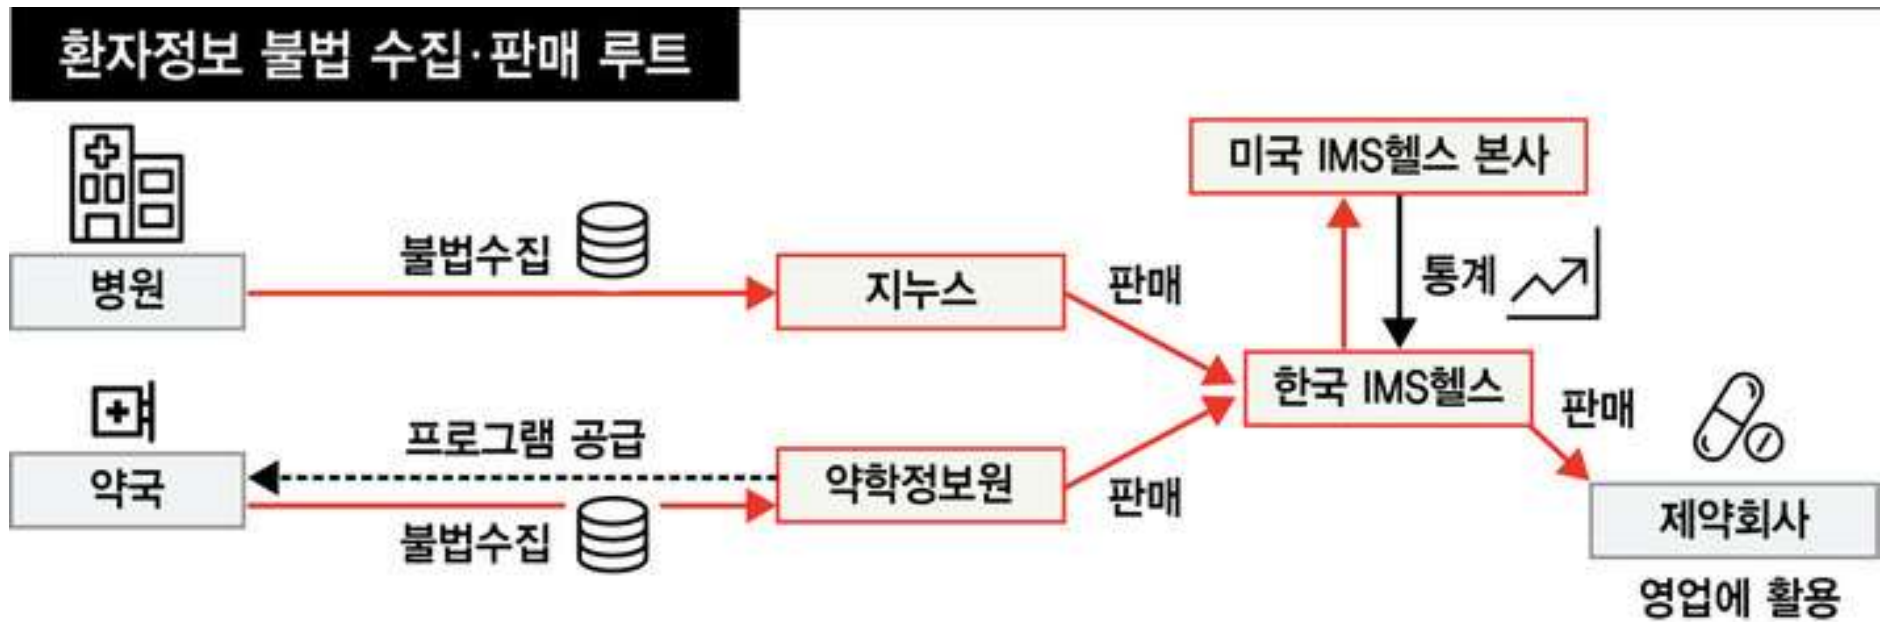 환자정보 불법 수집·판매 루트
미국 IMS헬스 본사
불법수집
병원
지누스
판매
통계
한국 IMS헬스
프로그램 공급
약국
약학정보원
판매
불법수집
판매
제약회사
영업에 활용